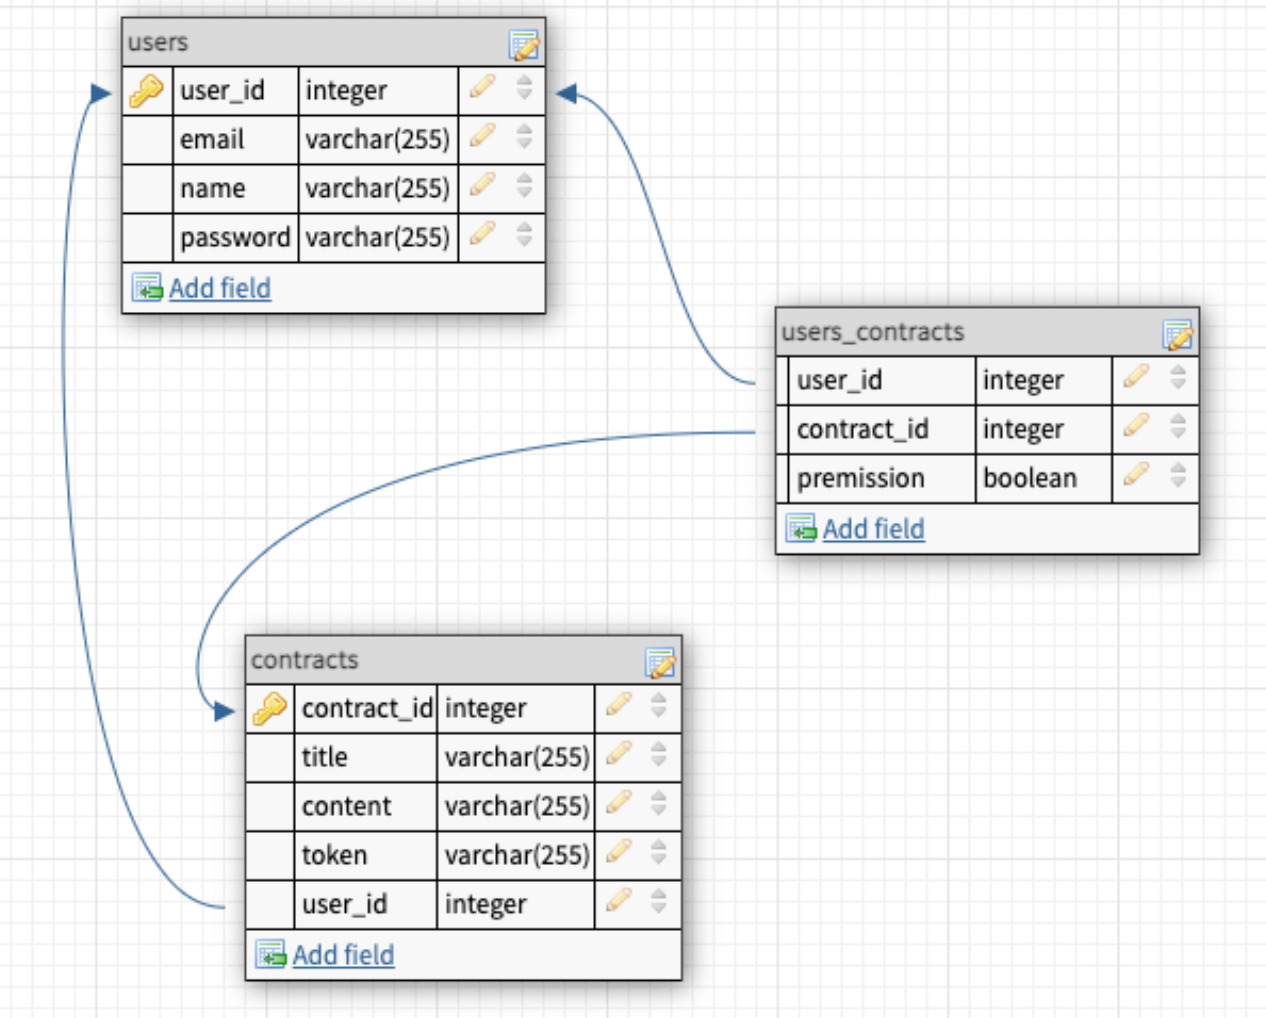 users
user_id integer
email varchar(255)
name varchar(255)
password varchar(255)
Add field
users_contracts
user_id integer
contract_id integer
premission boolean
Add field
contracts
contract_id integer
title varchar(255)
content varchar(255)
token varchar(255)
user_id integer
Add field